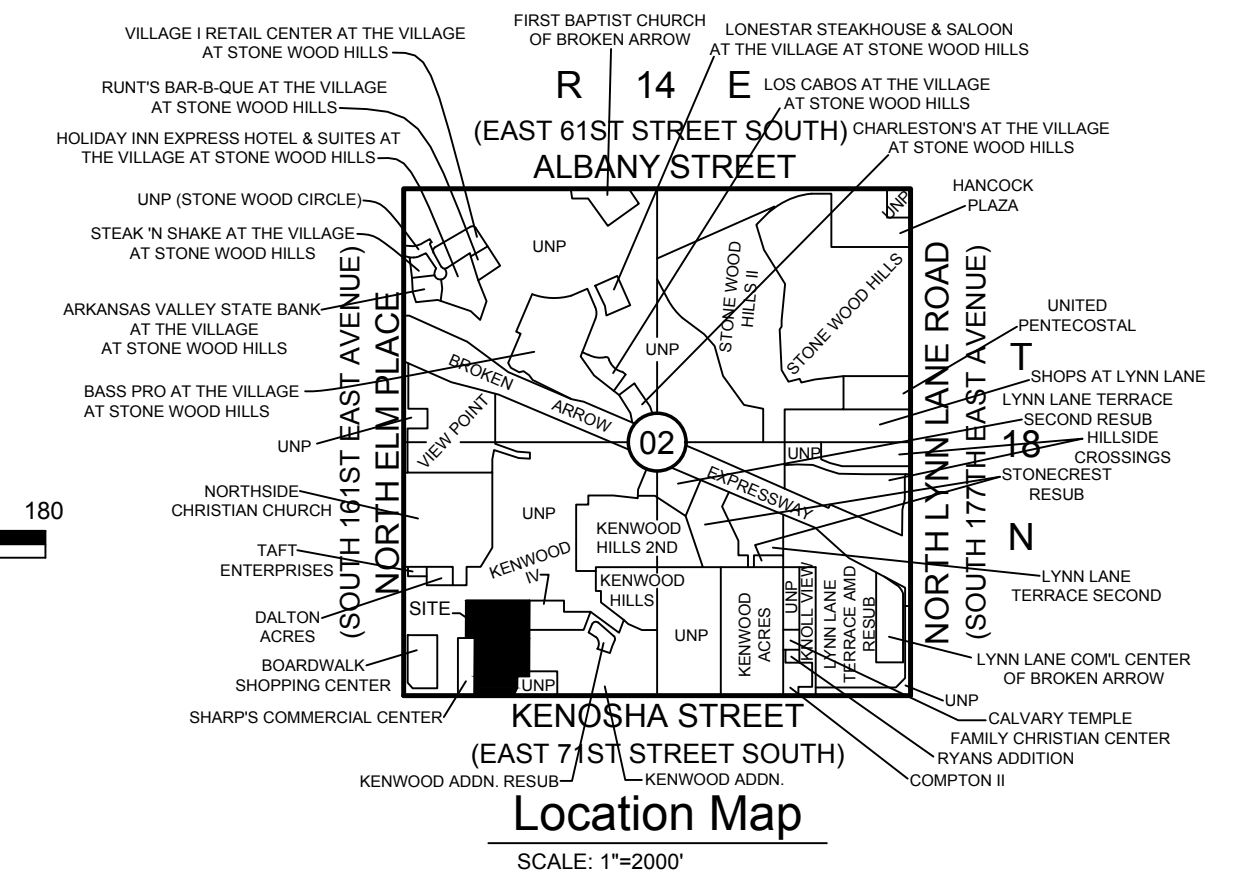 FIRST BAPTIST CHURCH
OF BROKEN ARROW
LONESTAR STEAKHOUSE & SALOON
AT THE VILLAGE AT STONE WOOD HILLS
VILLAGE I RETAIL CENTER AT THE VILLAGE
AT STONE WOOD HILLS
R 14 E
LOS CABOS AT THE VILLAGE
AT STONE WOOD HILLS
RUNT'S BAR-B-QUE AT THE VILLAGE
AT STONE WOOD HILLS
(EAST 61ST STREET SOUTH)
ALBANY STREET
CHARLESTON'S AT THE VILLAGE
AT STONE WOOD HILLS
HOLIDAY INN EXPRESS HOTEL & SUITES AT
THE VILLAGE AT STONE WOOD HILLS
HANCOCK
PLAZA
UNP
UNP (STONE WOOD CIRCLE)
STEAK 'N SHAKE AT THE VILLAGE
AT STONE WOOD HILLS
UNP
ARKANSAS VALLEY STATE BANK
AT THE VILLAGE
AT STONE WOOD HILLS
BASS PRO AT THE VILLAGE
AT STONE WOOD HILLS
UNP
(SOUTH 161ST EAST AVENUE)
NORTH ELM PLACE
STONE WOOD
HILLS II
STONE WOOD HILLS
UNP
NORTH LYNN LANE ROAD
(SOUTH 177TH EAST AVENUE)
UNITED
PENTECOSTAL
T
18
N
SHOPS AT LYNN LANE
LYNN LANE TERRACE
SECOND RESUB
HILLSIDE
CROSSINGS
STONECREST
RESUB
BROKEN
ARROW
EXPRESSWAY
02
VIEW POINT
UNP
180
NORTHSIDE
CHRISTIAN CHURCH
UNP
KENWOOD
HILLS 2ND
TAFT
ENTERPRISES
KENWOOD
IV
KENWOOD
HILLS
DALTON
ACRES
SITE
UNP
KENWOOD
ACRES
UNP
KNOLL VIEW
LYNN LANE
TERRACE AMD
RESUB
LYNN LANE
TERRACE SECOND
BOARDWALK
SHOPPING CENTER
LYNN LANE COM'L CENTER
OF BROKEN ARROW
UNP
UNP
SHARP'S COMMERCIAL CENTER
KENOSHA STREET
(EAST 71ST STREET SOUTH)
CALVARY TEMPLE
FAMILY CHRISTIAN CENTER
RYANS ADDITION
COMPTON II
KENWOOD ADDN. RESUB
KENWOOD ADDN.
Location Map
SCALE: 1"=2000'